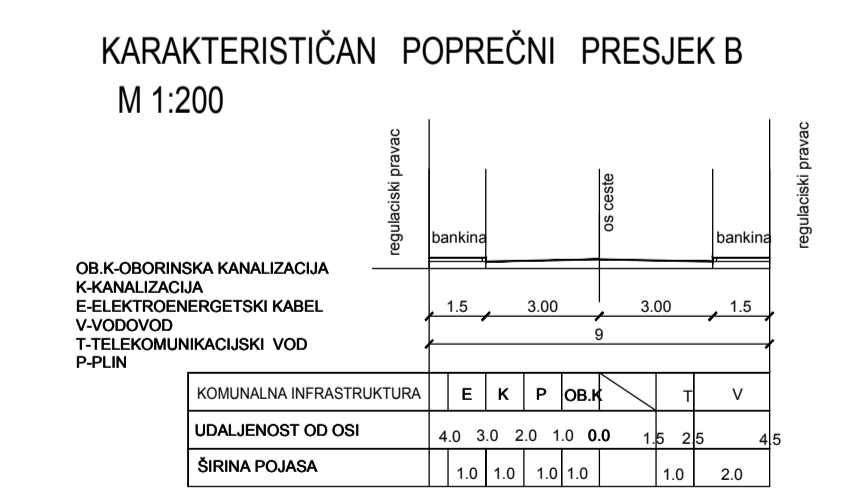 KARAKTERISTIČAN POPREČNI PRESJEK B
M 1:200
regulaciski pravac
os ceste
regulaciski pravac
bankina
bankina
OB.K-OBORINSKA KANALIZACIJA
K-KANALIZACIJA
E-ELEKTROENERGETSKI KABEL
V-VODOVOD
T-TELEKOMUNIKACIJSKI VOD
P-PLIN
1.5 3.00 3.00 1.5
9
KOMUNALNA INFRASTRUKTURA E K P OB.K T V
UDALJENOST OD OSI 4.0 3.0 2.0 1.0 0.0 1.5 2.5 4.5
ŠIRINA POJASA 1.0 1.0 1.0 1.0 1.0 2.0